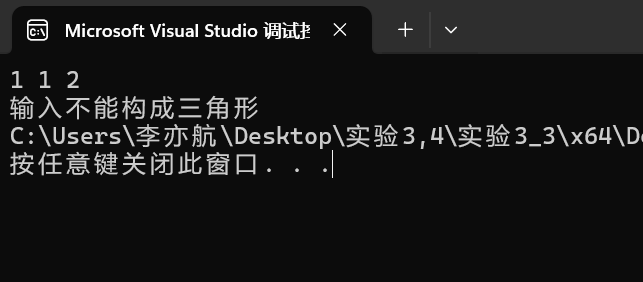 Microsoft Visual Studio 调试
1 1 2
输入不能构成三角形
C:\Users\李亦航\Desktop\实验3,4\实验3_3\x64\De
按任意键关闭此窗口. . .